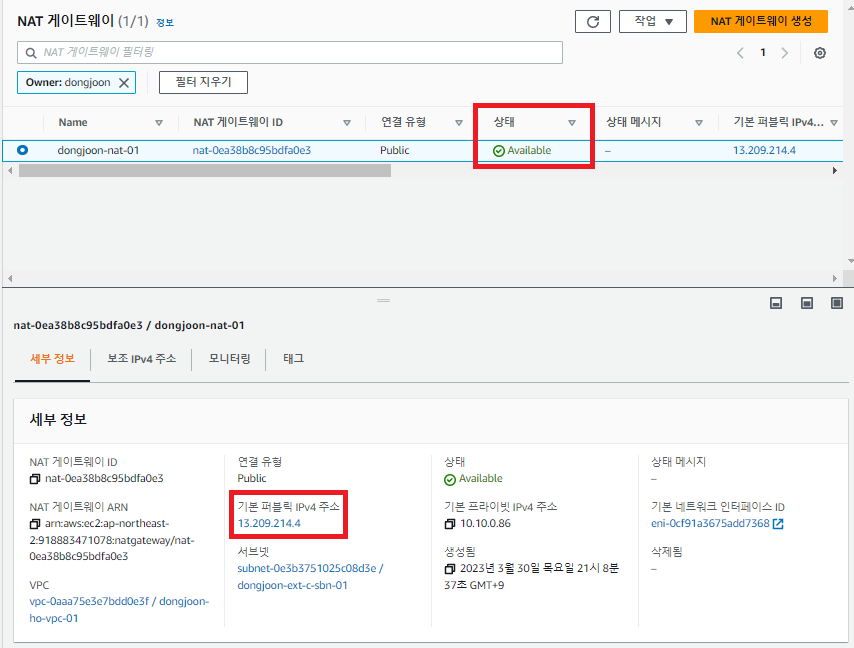 NAT 게이트웨이 (1/1) 정보
작업
NAT 게이트웨이 생성
NAT 게이트웨이 필터링
1
Owner: dongjoon
필터 지우기
Name
NAT 게이트웨이 ID
연결 유형
상태
상태 메시지
기본 퍼블릭 IPv4...
dongjoon-nat-01
nat-0ea38b8c95bdfa0e3
Public
Available
–
13.209.214.4
nat-0ea38b8c95bdfa0e3 / dongjoon-nat-01
세부 정보
보조 IPv4 주소
모니터링
태그
세부 정보
NAT 게이트웨이 ID
nat-0ea38b8c95bdfa0e3
연결 유형
Public
상태
Available
상태 메시지
–
NAT 게이트웨이 ARN
arn:aws:ec2:ap-northeast-
2:918883471078:natgateway/nat-
0ea38b8c95bdfa0e3
기본 퍼블릭 IPv4 주소
13.209.214.4
기본 프라이빗 IPv4 주소
10.10.0.86
기본 네트워크 인터페이스 ID
eni-0cf91a3675add7368
VPC
vpc-0aaa75e3e7bdd0e3f / dongjoon-
ho-vpc-01
서브넷
subnet-0e3b3751025c08d3e /
dongjoon-ext-c-sbn-01
생성됨
2023년 3월 30일 목요일 21시 8분
37초 GMT+9
삭제됨
–